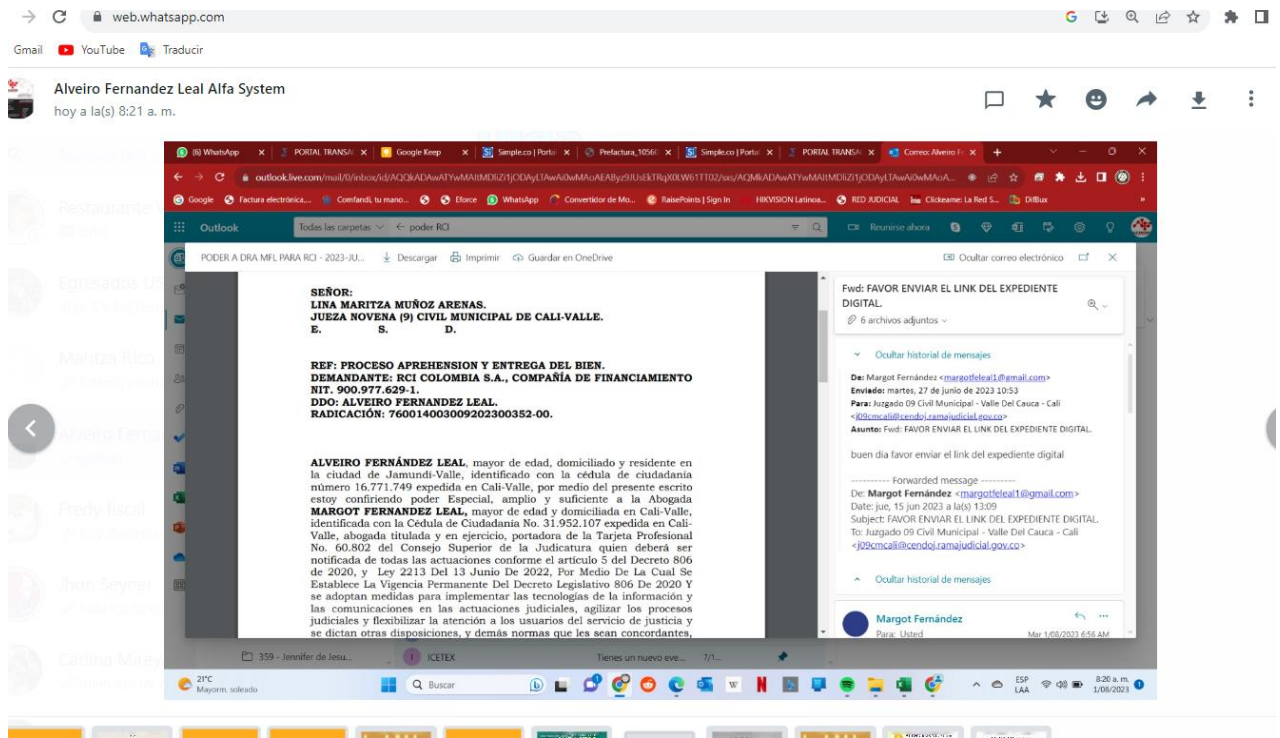 web.whatsapp.com
Gmail YouTube Traducir
Alveiro Fernandez Leal Alfa System
hoy a la(s) 8:21 a. m.
(6) WhatsApp PORTAL TRANSA Google Keep Simple.co | Portal Prefactura_1056 Simple.co | Portal PORTAL TRANSA Correo: Alveiro Fe
Google Factura electrónica,... Comfandi, tu mano... Eforce WhatsApp Convertidor de Mo... RaisePoints | Sign In HIKVISION Latinoa... RED JUDICIAL Clickeame: La Red S... Difflux
Outlook Todas las carpetas poder RCI Reunirse ahora
PODER A DRA MFL PARA RCI - 2023-JU... Descargar Imprimir Guardar en OneDrive Ocultar correo electrónico
SEÑOR:
LINA MARITZA MUÑOZ ARENAS.
JUEZA NOVENA (9) CIVIL MUNICIPAL DE CALI-VALLE.
E. S. D.
REF: PROCESO APREHENSION Y ENTREGA DEL BIEN.
DEMANDANTE: RCI COLOMBIA S.A., COMPAÑÍA DE FINANCIAMIENTO
NIT. 900.977.629-1.
DDO: ALVEIRO FERNANDEZ LEAL.
RADICACIÓN: 760014003009202300352-00.
ALVEIRO FERNÁNDEZ LEAL, mayor de edad, domiciliado y residente en
la ciudad de Jamundí-Valle, identificado con la cédula de ciudadanía
número 16.771.749 expedida en Cali-Valle, por medio del presente escrito
estoy confiriendo poder Especial, amplio y suficiente a la Abogada
MARGOT FERNANDEZ LEAL, mayor de edad y domiciliada en Cali-Valle,
identificada con la Cédula de Ciudadanía No. 31.952.107 expedida en Cali-
Valle, abogada titulada y en ejercicio, portadora de la Tarjeta Profesional
No. 60.802 del Consejo Superior de la Judicatura quien deberá ser
notificada de todas las actuaciones conforme el artículo 5 del Decreto 806
de 2020, y Ley 2213 Del 13 Junio De 2022, Por Medio De La Cual Se
Establece La Vigencia Permanente Del Decreto Legislativo 806 De 2020 Y
se adoptan medidas para implementar las tecnologías de la información y
las comunicaciones en las actuaciones judiciales, agilizar los procesos
judiciales y flexibilizar la atención a los usuarios del servicio de justicia y
se dictan otras disposiciones, y demás normas que les sean concordantes,
Fwd: FAVOR ENVIAR EL LINK DEL EXPEDIENTE
DIGITAL.
6 archivos adjuntos
Ocultar historial de mensajes
De: Margot Fernández <margotfeleal1@gmail.com>
Enviado: martes, 27 de junio de 2023 10:53
Para: Juzgado 09 Civil Municipal - Valle Del Cauca - Cali
<j09cmcali@cendoj.ramajudicial.gov.co>
Asunto: Fwd: FAVOR ENVIAR EL LINK DEL EXPEDIENTE DIGITAL.
buen día favor enviar el link del expediente digital
---------- Forwarded message ---------
De: Margot Fernández <margotfeleal1@gmail.com>
Date: jue, 15 jun 2023 a la(s) 13:09
Subject: FAVOR ENVIAR EL LINK DEL EXPEDIENTE DIGITAL.
To: Juzgado 09 Civil Municipal - Valle Del Cauca - Cali
<j09cmcali@cendoj.ramajudicial.gov.co>
Ocultar historial de mensajes
Margot Fernández
Para: Usted Mar 1/08/2023 6:56 AM
359 - Jennifer de Jesu... ICETEX Tienes un nuevo eve... 7/1...
21°C
Mayorm. soleado
Buscar
ESP
LAA
8:20 a. m.
1/08/2023